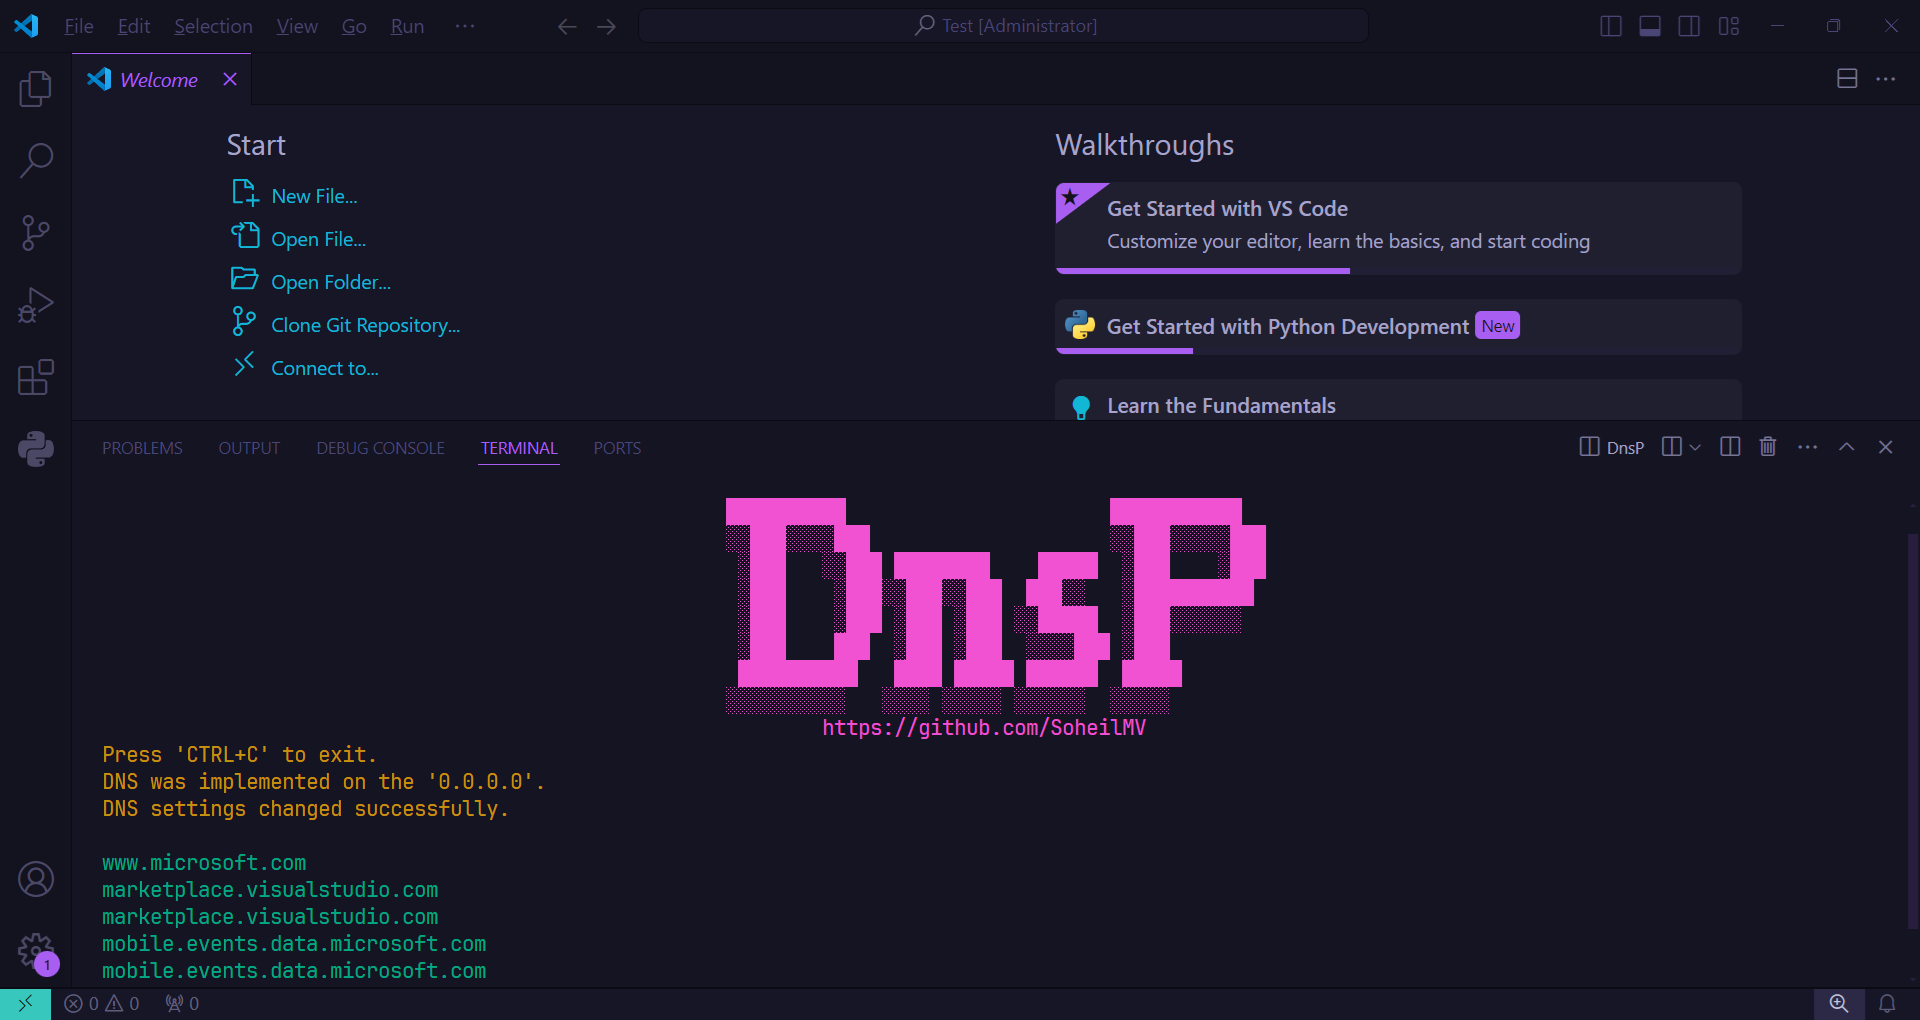 File Edit Selection View Go Run ··· Test [Administrator]
Welcome
Start
New File...
Open File...
Open Folder...
Clone Git Repository...
Connect to...
Walkthroughs
Get Started with VS Code
Customize your editor, learn the basics, and start coding
Get Started with Python Development New
Learn the Fundamentals
PROBLEMS OUTPUT DEBUG CONSOLE TERMINAL PORTS DnsP
DnsP
https://github.com/SoheilMV
Press 'CTRL+C' to exit.
DNS was implemented on the '0.0.0.0'.
DNS settings changed successfully.
www.microsoft.com
marketplace.visualstudio.com
marketplace.visualstudio.com
mobile.events.data.microsoft.com
mobile.events.data.microsoft.com
1
0 0 0